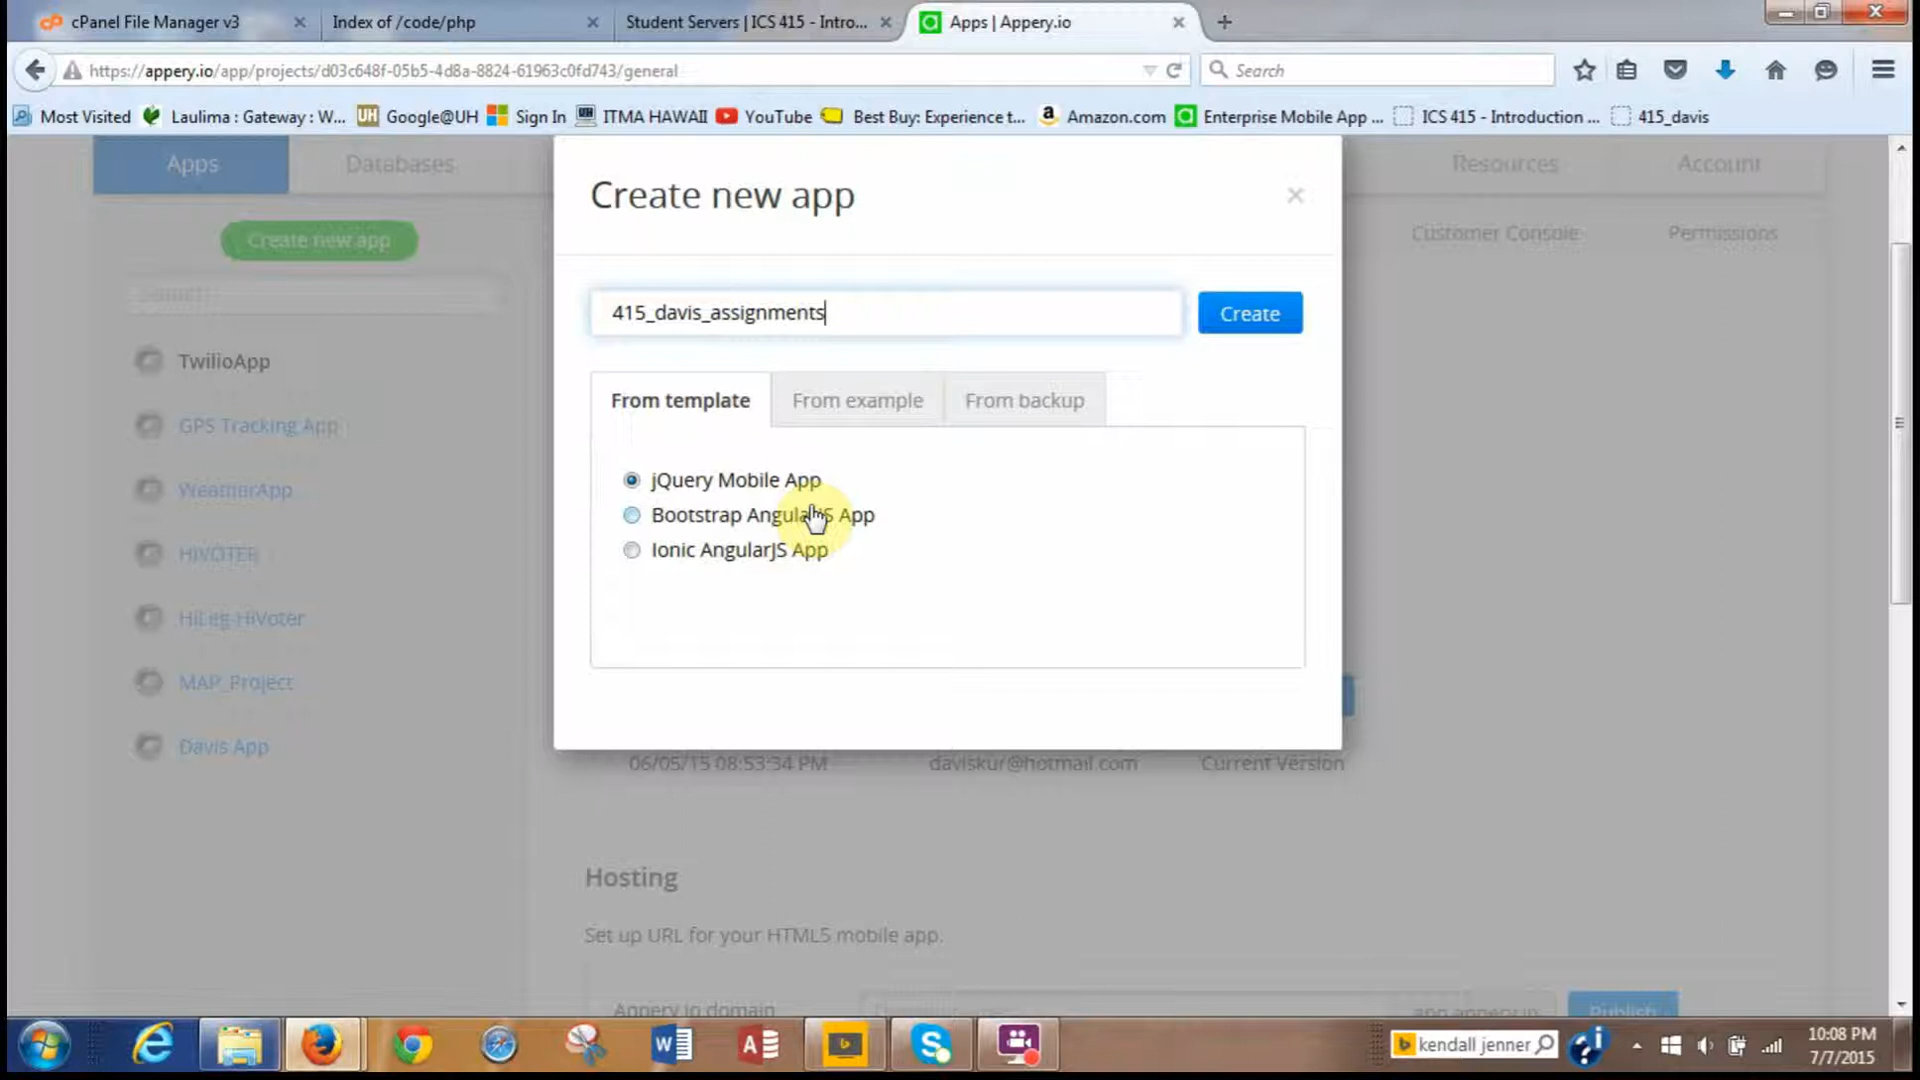 cPanel File Manager v3
Index of /code/php
Student Servers | ICS 415 - Intro...
Apps | Appery.io
https://appery.io/app/projects/d03c648f-05b5-4d8a-8824-61963c0fd743/general
Search
Most Visited
Laulima : Gateway : W...
Google@UH
Sign In
ITMA HAWAII
YouTube
Best Buy: Experience t...
Amazon.com
Enterprise Mobile App ...
ICS 415 - Introduction ...
415_davis
Apps
Databases
Resources
Account
Create new app
Customer Console
Permissions
Create new app
415_davis_assignments
Create
TwilioApp
GPS Tracking App
WeatherApp
HIVOTER
HiLeg-HiVoter
MAP_Project
Davis App
From template
From example
From backup
jQuery Mobile App
Bootstrap AngularJS App
Ionic AngularJS App
06/05/15 08:53:34 PM
daviskur@hotmail.com
Current Version
Hosting
Set up URL for your HTML5 mobile app.
Appery.io domain
.app.appery.io
Publish
kendall jenner
10:08 PM
7/7/2015